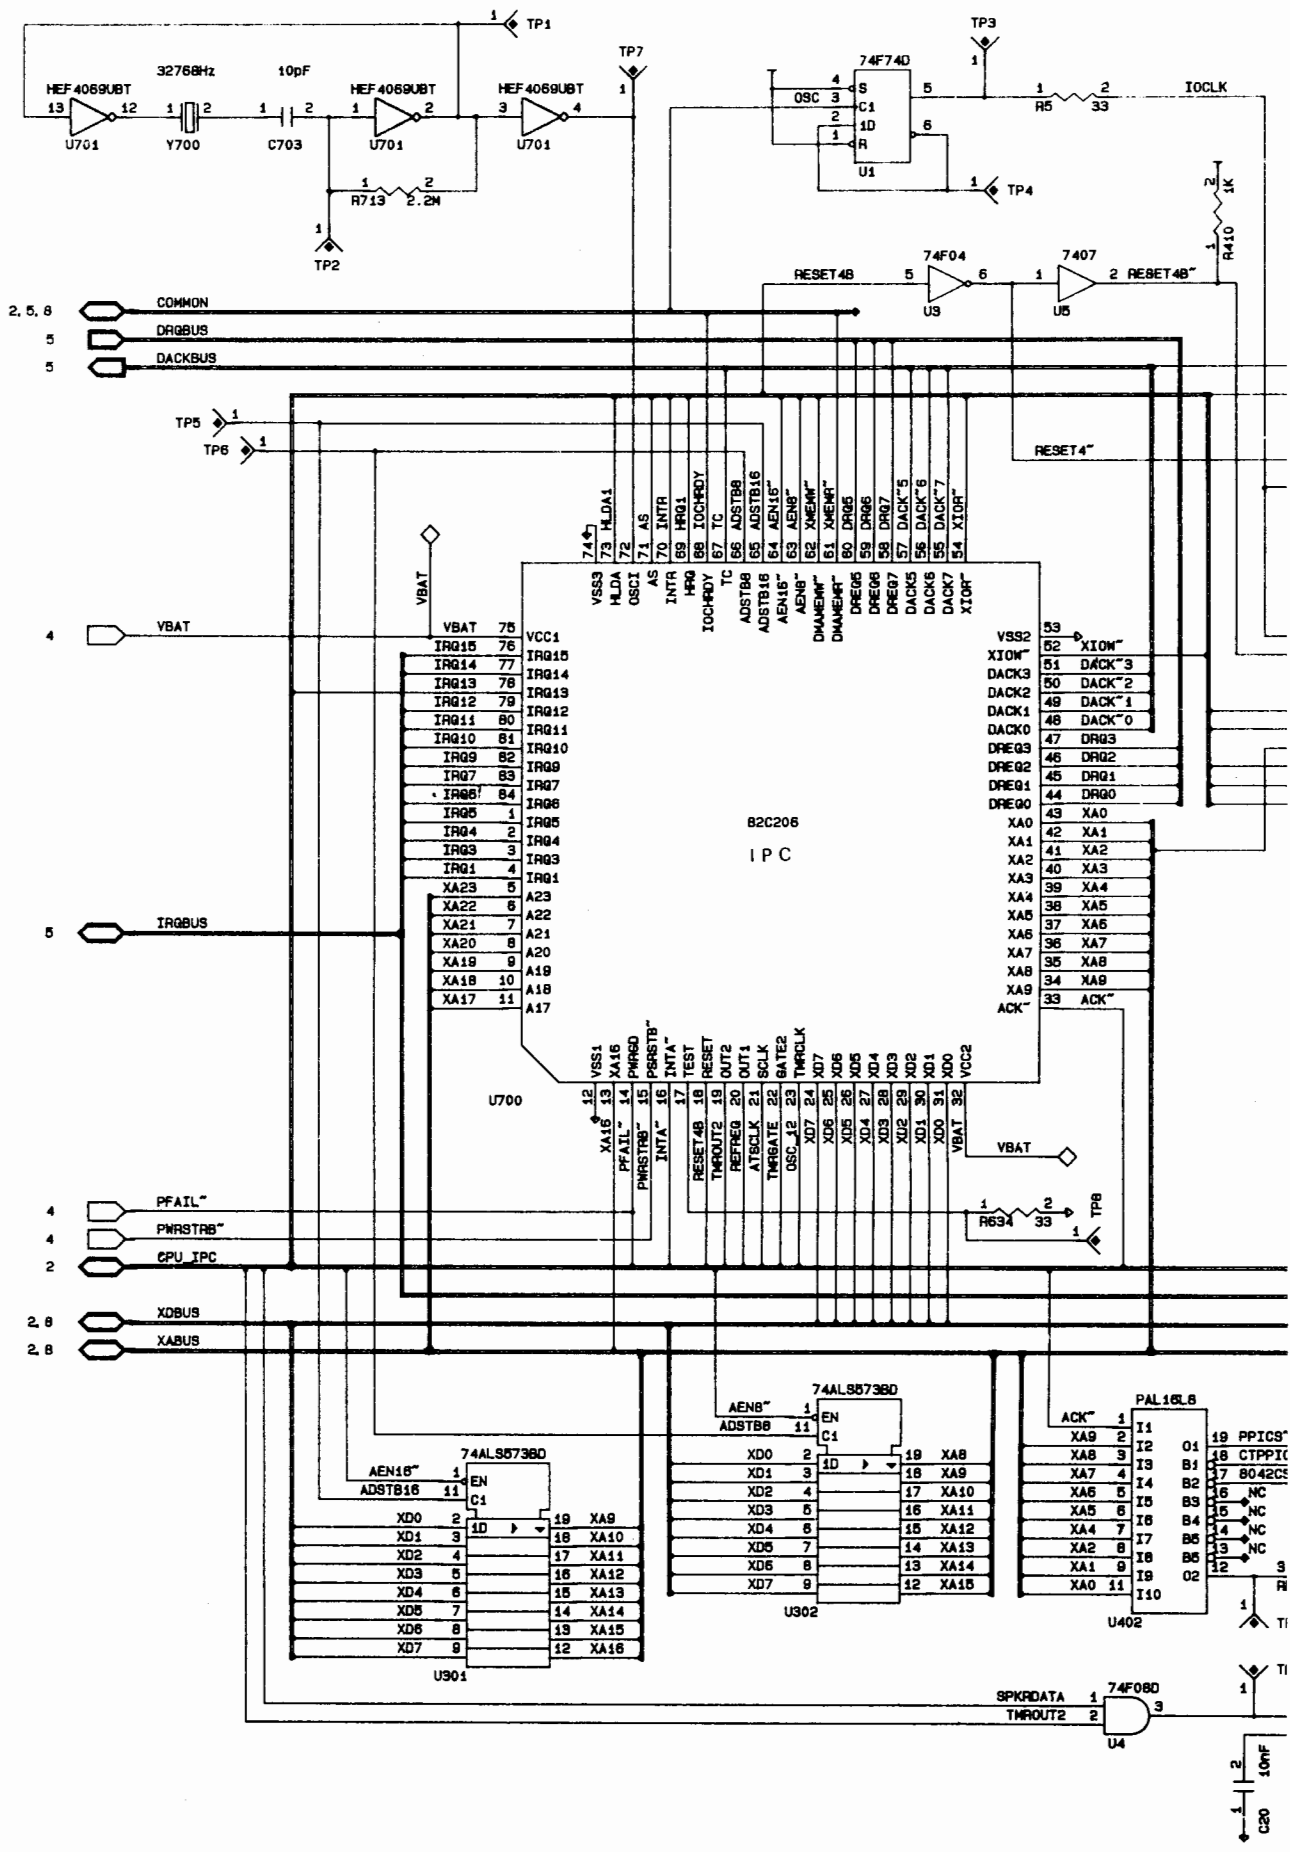 1 TP1
TP3
TP7
32768Hz 10pF
HEF4069UBT HEF4069UBT HEF4069UBT
13 12 1 2 1 2 1 2 3 4
U701 Y700 C703 U701 U701
1 2
R713 2.2M
1
TP2
1
74F74D
OSC
4 S
3 C1
2 1D
1 R
5
6
U1
1
1 2
R5 33
IOCLK
1 TP4
2 1K
1 R410
74F04 7407
RESET4B 5 6 1 2 RESET4B~
U3 U5
2, 5, 8 COMMON
5 DRQBUS
5 DACKBUS
TP5 1
TP6 1
RESET4~
HLDA1
AS
INTR
HRQ1
IOCHRDY
TC
ADSTB8
ADSTB16
AEN16~
AEN8~
XMEMW~
XMEMR~
DRQ5
DRQ6
DRQ7
DACK~5
DACK~6
DACK~7
XIOR~
74 73 72 71 70 69 68 67 66 65 64 63 62 61 60 59 58 57 56 55 54
VSS3
HLDA
OSCI
AS
INTR
HRQ
IOCHRDY
TC
ADSTB8
ADSTB16
AEN16~
AEN8~
DMAMEMW~
DMAMEMR~
DREQ5
DREQ6
DREQ7
DACK5
DACK6
DACK7
XIOR~
VBAT
4 VBAT
VBAT 75 VCC1
IRQ15 76 IRQ15
IRQ14 77 IRQ14
IRQ13 78 IRQ13
IRQ12 79 IRQ12
IRQ11 80 IRQ11
IRQ10 81 IRQ10
IRQ9 82 IRQ9
IRQ7 83 IRQ7
IRQ6 84 IRQ6
IRQ5 1 IRQ5
IRQ4 2 IRQ4
IRQ3 3 IRQ3
IRQ1 4 IRQ1
XA23 5 A23
XA22 6 A22
XA21 7 A21
XA20 8 A20
XA19 9 A19
XA18 10 A18
XA17 11 A17
5 IRQBUS
82C206
IPC
VSS2 53
XIOW~ 52 XIOW~
DACK3 51 DACK~3
DACK2 50 DACK~2
DACK1 49 DACK~1
DACK0 48 DACK~0
DREQ3 47 DRQ3
DREQ2 46 DRQ2
DREQ1 45 DRQ1
DREQ0 44 DRQ0
XA0 43 XA0
XA1 42 XA1
XA2 41 XA2
XA3 40 XA3
XA4 39 XA4
XA5 38 XA5
XA6 37 XA6
XA7 36 XA7
XA8 35 XA8
XA9 34 XA9
ACK~ 33 ACK~
VSS1
XA16
PWRGD
PSRSTB~
INTA~
TEST
RESET
OUT2
OUT1
SCLK
GATE2
TMRCLK
XD7
XD6
XD5
XD4
XD3
XD2
XD1
XD0
VCC2
U700
12 13 14 15 16 17 18 19 20 21 22 23 24 25 26 27 28 29 30 31 32
XA16
PFAIL~
PWRSTRB~
INTA~
RESET4B
TMROUT2
REFREQ
ATSCLK
TMRGATE
OSC_12
XD7
XD6
XD5
XD4
XD3
XD2
XD1
XD0
VBAT
VBAT
1 2
R634 33
1 TP8
4 PFAIL~
4 PWRSTRB~
2 CPU_IPC
2, 8 XDBUS
2, 8 XABUS
74ALS573BD
AEN8~ 1 EN
ADSTB8 11 C1
XD0 2 1D 19 XA8
XD1 3 18 XA9
XD2 4 17 XA10
XD3 5 16 XA11
XD4 6 15 XA12
XD5 7 14 XA13
XD6 8 13 XA14
XD7 9 12 XA15
U302
74ALS573BD
AEN16~ 1 EN
ADSTB16 11 C1
XD0 2 1D 19 XA9
XD1 3 18 XA10
XD2 4 17 XA11
XD3 5 16 XA12
XD4 6 15 XA13
XD5 7 14 XA14
XD6 8 13 XA15
XD7 9 12 XA16
U301
PAL16L8
ACK~ 1 I1
XA9 2 I2 O1 19 PPICS~
XA8 3 I3 B1 18 CTPPIC
XA7 4 I4 B2 17 8042CS
XA6 5 I5 B3 16 NC
XA5 6 I6 B4 15 NC
XA4 7 I7 B5 14 NC
XA2 8 I8 B6 13 NC
XA1 9 I9 O2 12 3
XA0 11 I10
U402
1
1
74F08D
SPKRDATA 1
TMROUT2 2
3
U4
2 10nF
1 C20